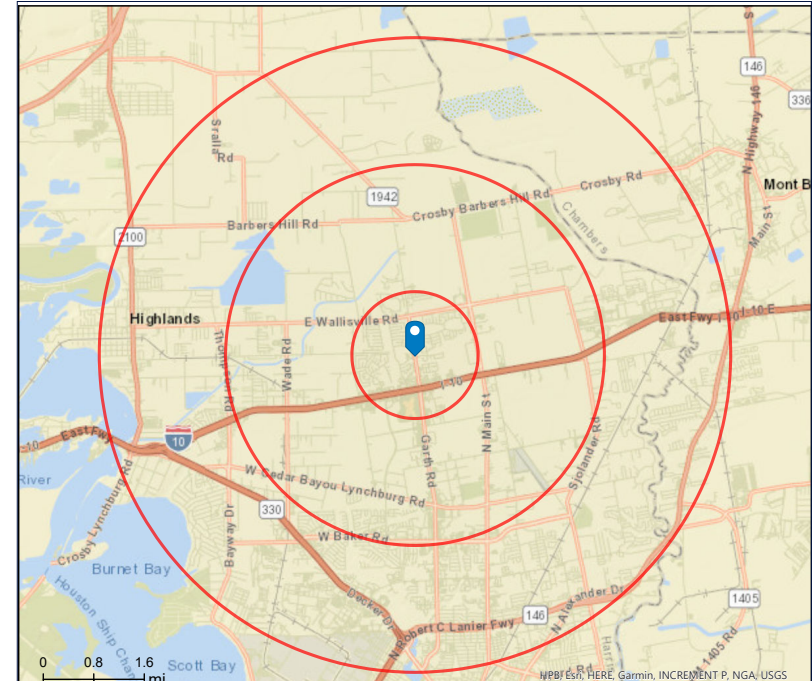 146
336
N Highway 146
Sralla
Rd
Mont B
1942
Crosby Rd
Crosby Barbers Hill Rd
Barbers Hill Rd
Chambers
Main St
2100
Highlands
E Wallisville Rd
East Fwy
I-10
I-10 E
Thompson Rd
Wade Rd
I-10
N Main St
10
East Fwy
10
Garth Rd
Sjolander Rd
River
W Cedar Bayou Lynchburg Rd
Crosby Lynchburg Rd
330
Bayway Dr
W Baker Rd
Burnet Bay
Houston Ship Chan
Decker Dr
N Alexander Dr
146
1405
N Robert C Lanier Fwy
Harris
M 1405 Rd
Scott Bay
0 0.8 1.6
mi
NPB, Esri, HERE, Garmin, INCREMENT P, NGA, USGS